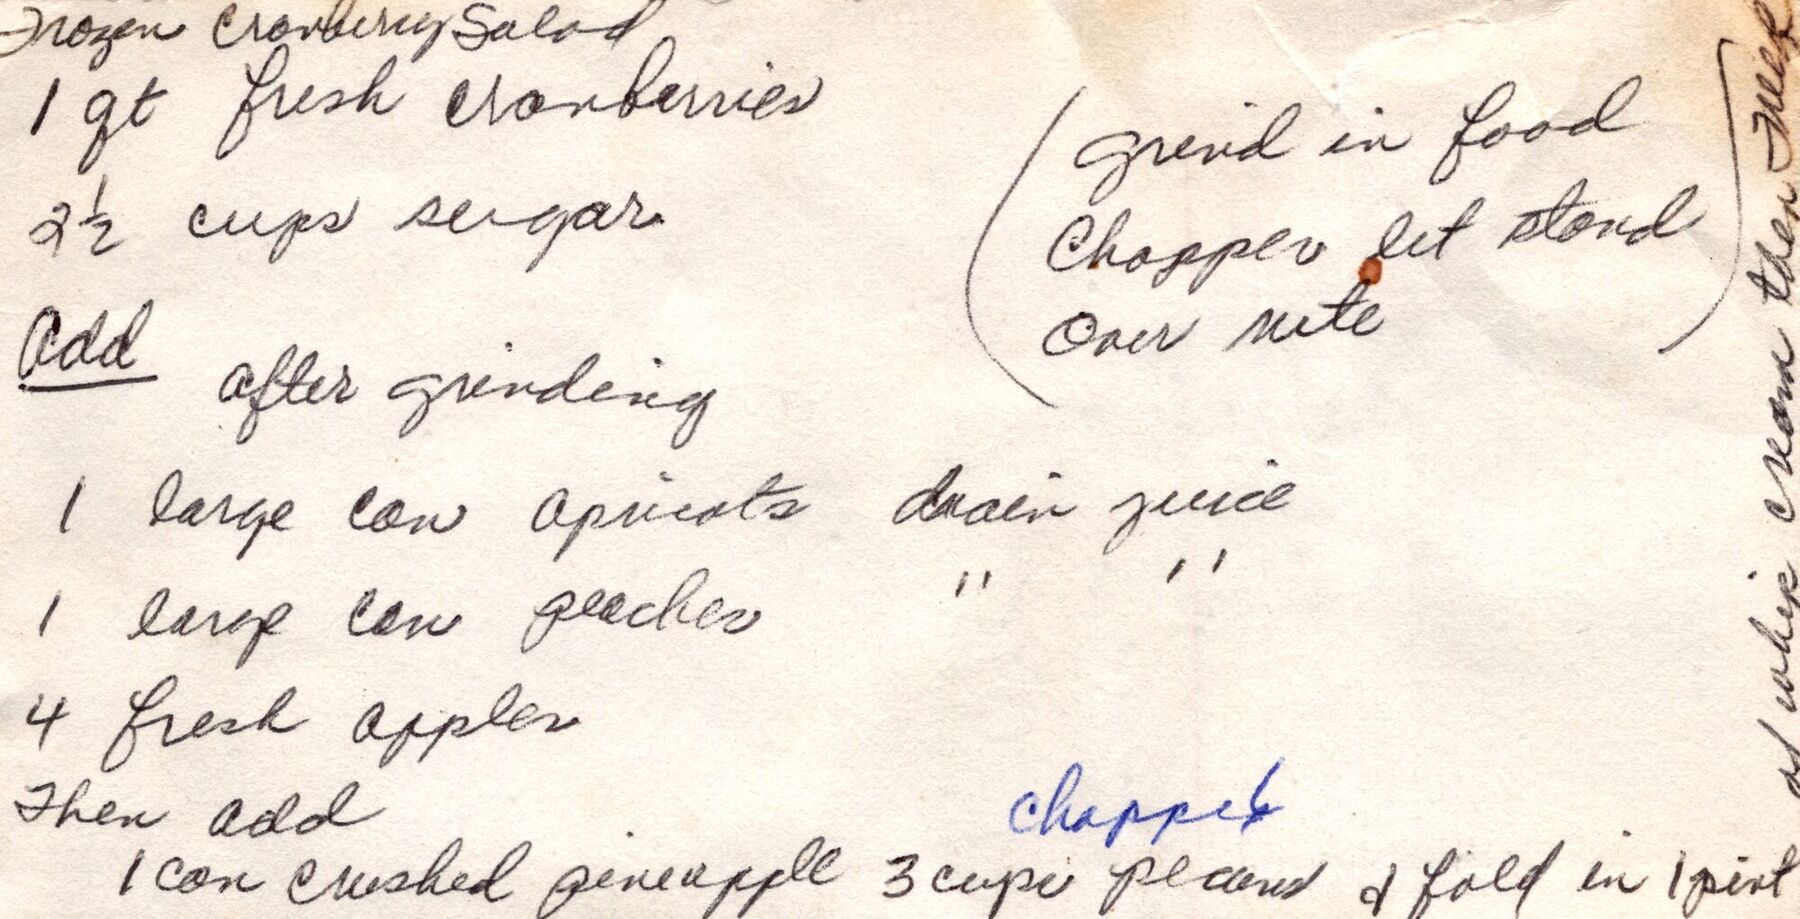 Frozen Cranberry Salad
1 qt fresh cranberries
2½ cups sugar
(Grind in food
Chopper let stand
Over nite)
Add
after grinding
1 large can apricots drain juice
1 large can peaches " "
4 fresh apples
Then add
chopped
1 can crushed pineapple 3 cups pecans & fold in 1 pint
of whip cream then Freez